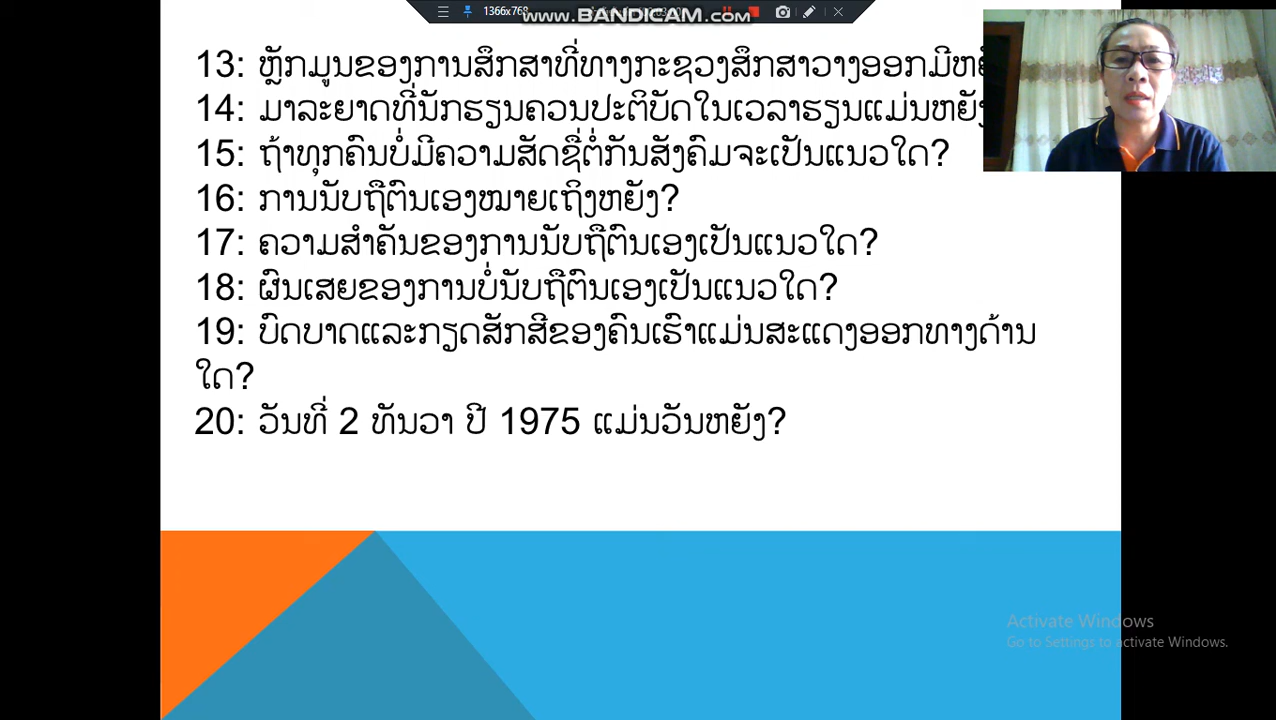 1366x768
www.BANDICAM.com
13: ຫຼັກມູນຂອງການສຶກສາທີ່ທາງກະຊວງສຶກສາວາງອອກມີ
14: ມາລະຍາດທີ່ນັກຮຽນຄວນປະຕິບັດໃນເວລາຮຽນແມ່ນຫຍັງ
15: ຖ້າທຸກຄົນບໍ່ມີຄວາມສັດຊື່ຕໍ່ກັນສັງຄົມຈະເປັນແນວໃດ?
16: ການນັບຖືຕົນເອງໝາຍເຖິງຫຍັງ?
17: ຄວາມສຳຄັນຂອງການນັບຖືຕົນເອງເປັນແນວໃດ?
18: ຜົນເສຍຂອງການບໍ່ນັບຖືຕົນເອງເປັນແນວໃດ?
19: ບົດບາດແລະກຽດສັກສີຂອງຄົນເຮົາແມ່ນສະແດງອອກທາງດ້ານ
ໃດ?
20: ວັນທີ່ 2 ທັນວາ ປີ 1975 ແມ່ນວັນຫຍັງ?
Activate Windows
Go to Settings to activate Windows.